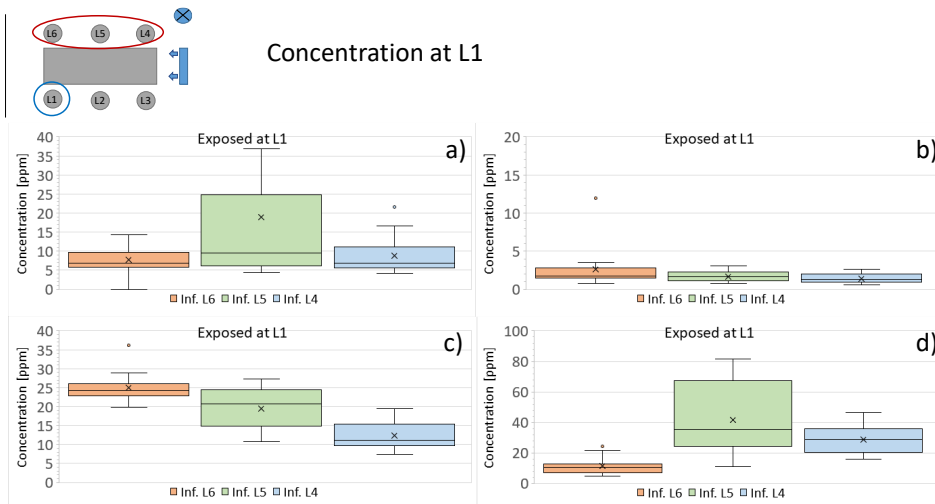 L6 L5 L4
L1 L2 L3
Concentration at L1
Exposed at L1
a)
Concentration [ppm]
40
35
30
25
20
15
10
5
0
Inf. L6 Inf. L5 Inf. L4
Exposed at L1
b)
Concentration [ppm]
20
15
10
5
0
Inf. L6 Inf. L5 Inf. L4
Exposed at L1
c)
Concentration [ppm]
40
35
30
25
20
15
10
5
0
Inf. L6 Inf. L5 Inf. L4
Exposed at L1
d)
Concentration [ppm]
100
80
60
40
20
0
Inf. L6 Inf. L5 Inf. L4